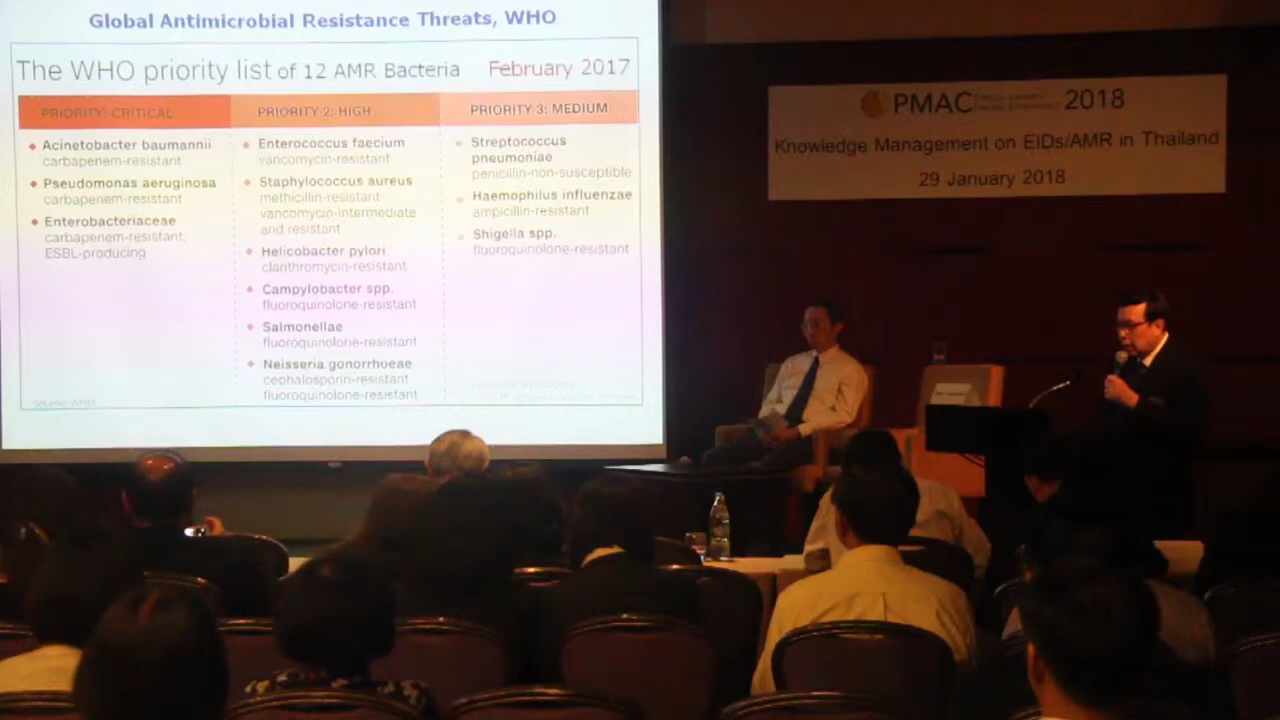 Global Antimicrobial Resistance Threats, WHO
The WHO priority list of 12 AMR Bacteria February 2017
PRIORITY: CRITICAL
Acinetobacter baumannii
carbapenem-resistant
Pseudomonas aeruginosa
carbapenem-resistant
Enterobacteriaceae
carbapenem-resistant,
ESBL-producing
PRIORITY 2: HIGH
Enterococcus faecium
vancomycin-resistant
Staphylococcus aureus
methicillin-resistant
vancomycin-intermediate
and resistant
Helicobacter pylori
clarithromycin-resistant
Campylobacter spp.
fluoroquinolone-resistant
Salmonellae
fluoroquinolone-resistant
Neisseria gonorrhoeae
cephalosporin-resistant
fluoroquinolone-resistant
PRIORITY 3: MEDIUM
Streptococcus
pneumoniae
penicillin-non-susceptible
Haemophilus influenzae
ampicillin-resistant
Shigella spp.
fluoroquinolone-resistant
Source: WHO
PMAC 2018
Knowledge Management on EIDs/AMR in Thailand
29 January 2018